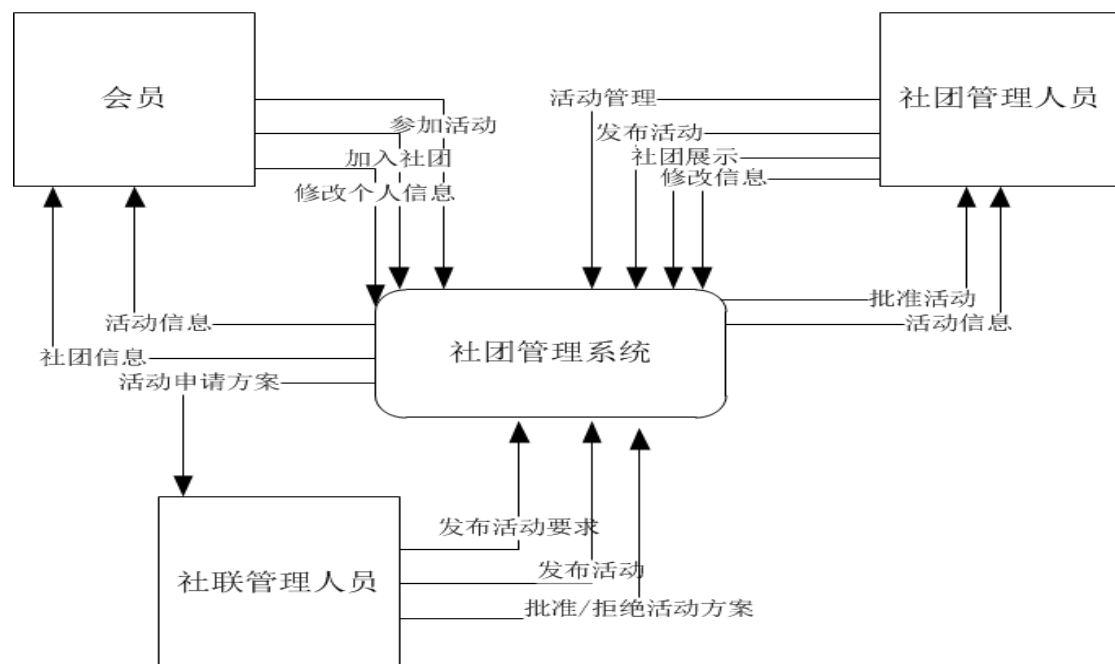 会员
社团管理人员
活动管理
参加活动
发布活动
加入社团
社团展示
修改个人信息
修改信息
批准活动
活动信息
活动信息
社团管理系统
社团信息
活动申请方案
发布活动要求
社联管理人员
发布活动
批准/拒绝活动方案